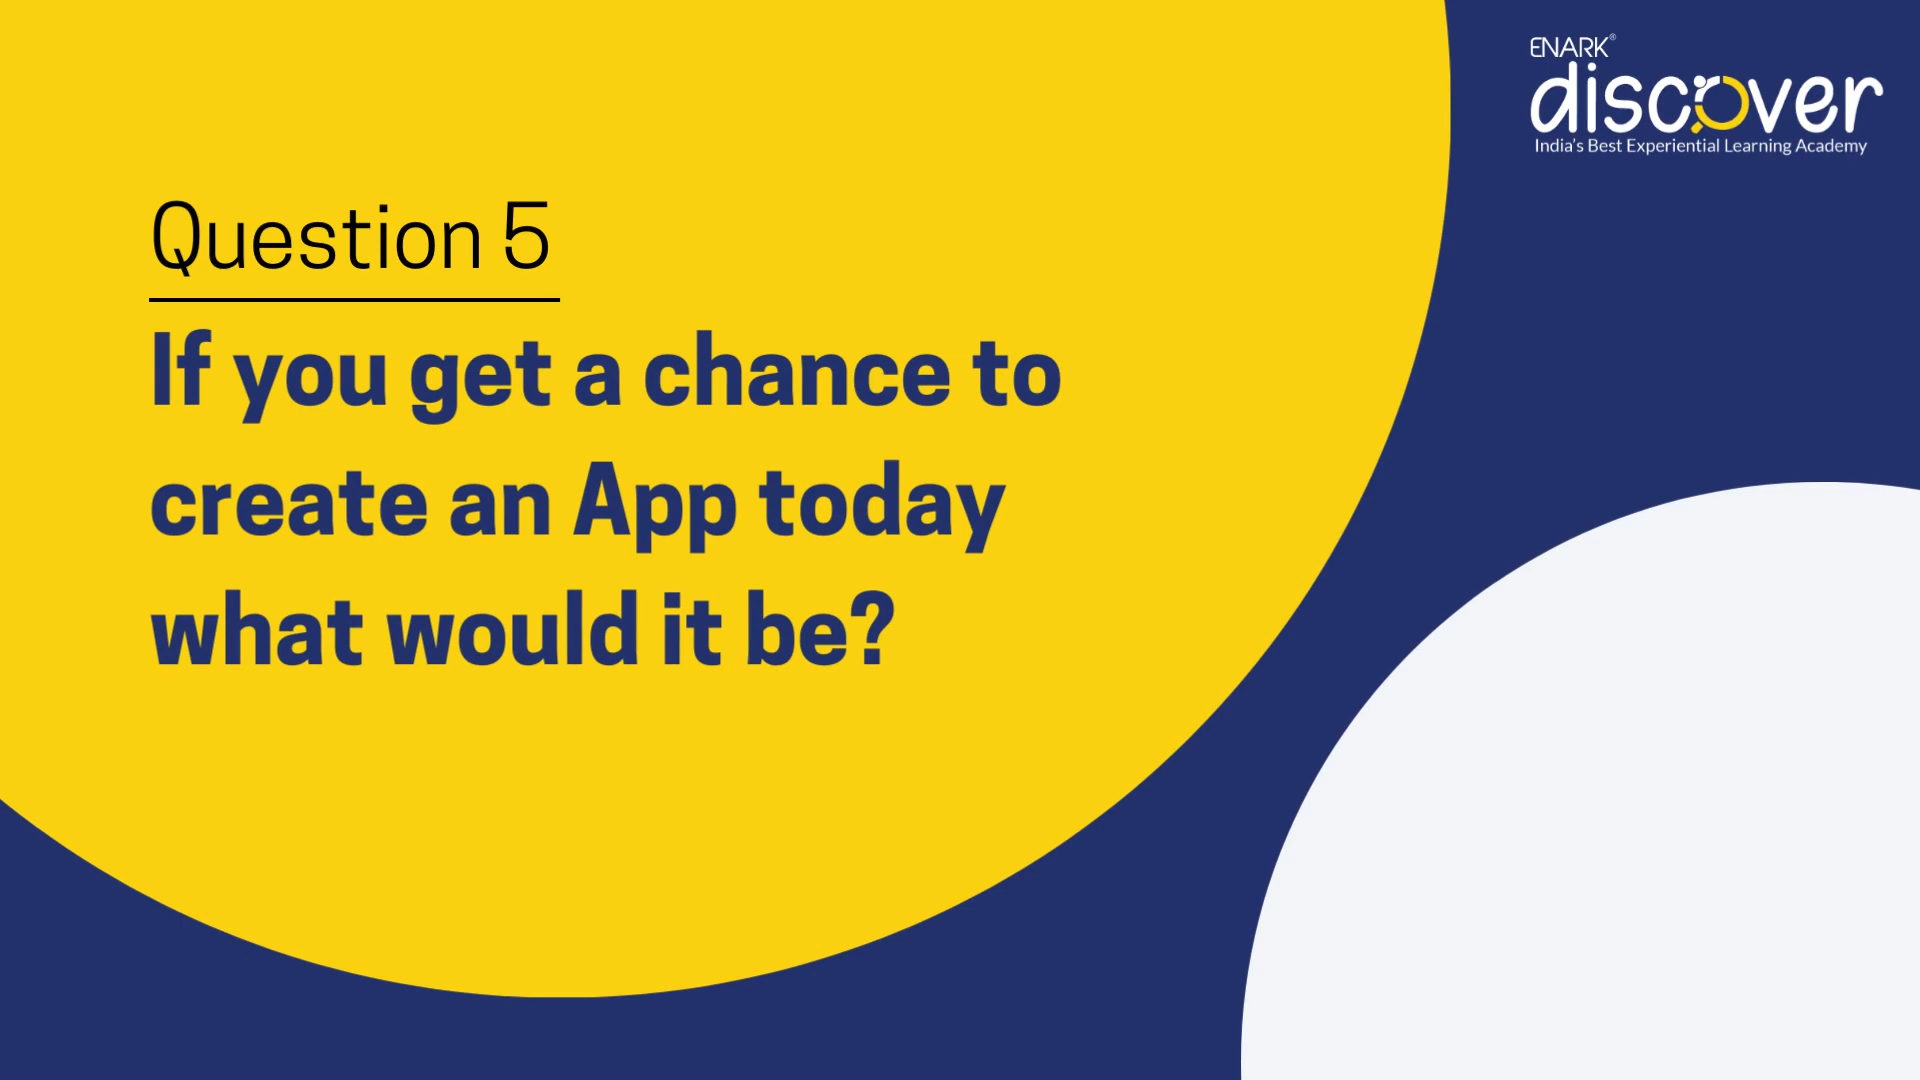 ENARK®
discover
India's Best Experiential Learning Academy
Question 5
If you get a chance to
create an App today
what would it be?